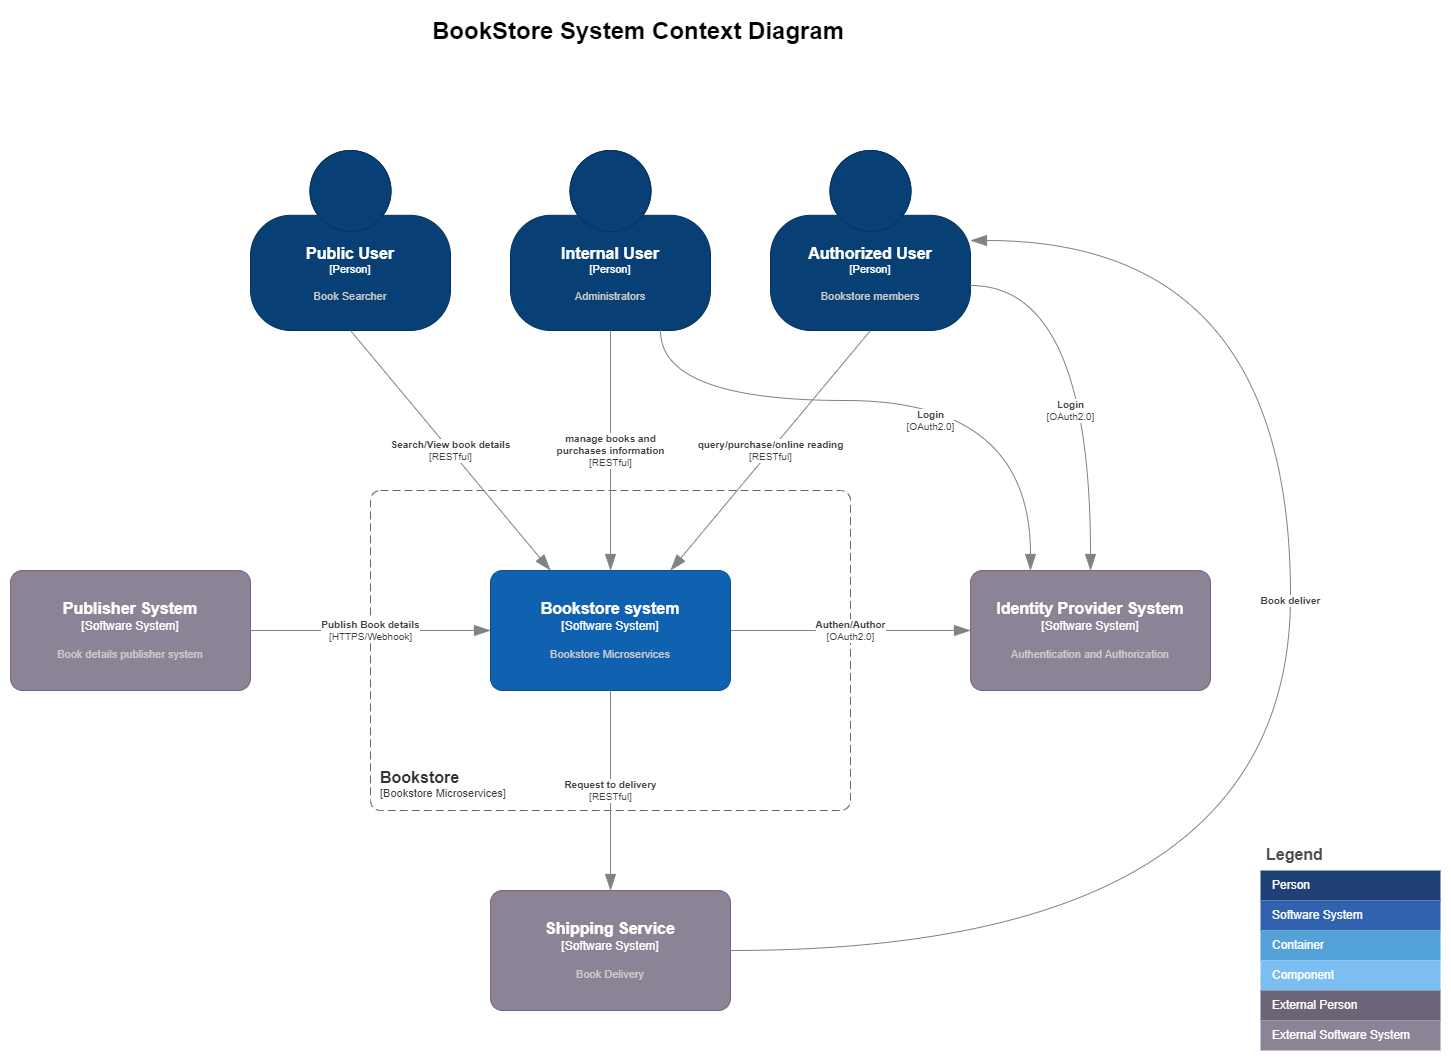 BookStore System Context Diagram
Public User
[Person]
Book Searcher
Internal User
[Person]
Administrators
Authorized User
[Person]
Bookstore members
Search/View book details
[RESTful]
manage books and
purchases information
[RESTful]
query/purchase/online reading
[RESTful]
Login
[OAuth2.0]
Login
[OAuth2.0]
Publisher System
[Software System]
Book details publisher system
Publish Book details
[HTTPS/Webhook]
Bookstore system
[Software System]
Bookstore Microservices
Authen/Author
[OAuth2.0]
Identity Provider System
[Software System]
Authentication and Authorization
Book deliver
Bookstore
[Bookstore Microservices]
Request to delivery
[RESTful]
Shipping Service
[Software System]
Book Delivery
Legend
Person
Software System
Container
Component
External Person
External Software System